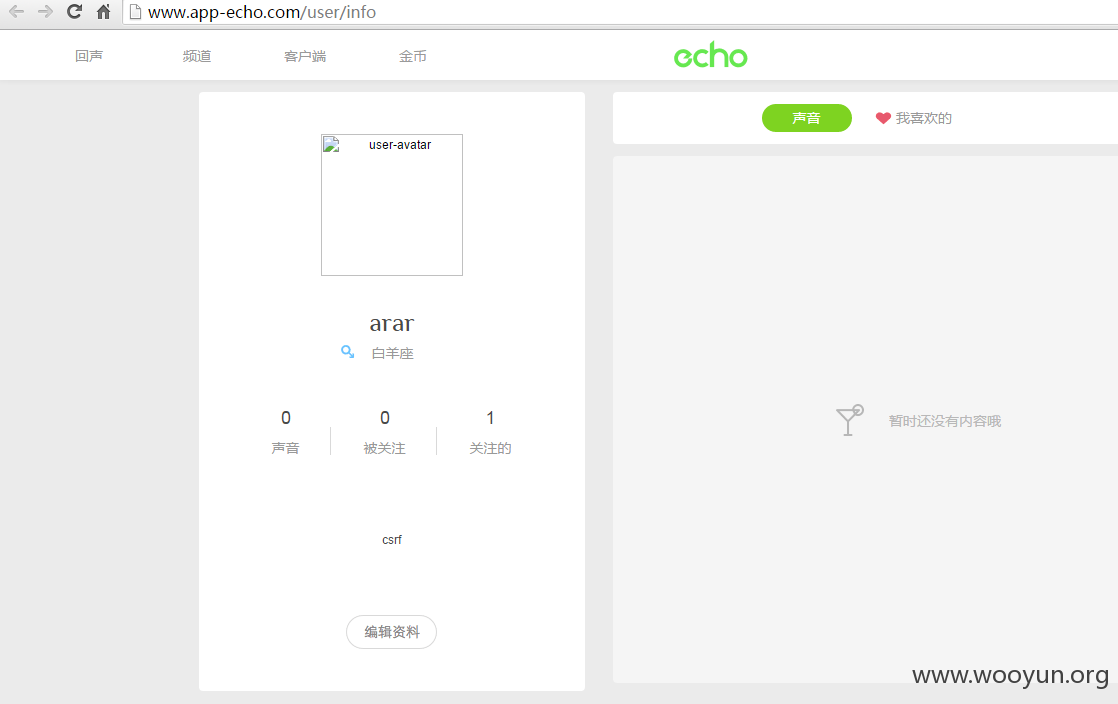 www.app-echo.com/user/info
回声 频道 客户端 金币 echo
user-avatar
声音 我喜欢的
arar
白羊座
0 0 1
声音 被关注 关注的
暂时还没有内容哦
csrf
编辑资料
www.wooyun.org